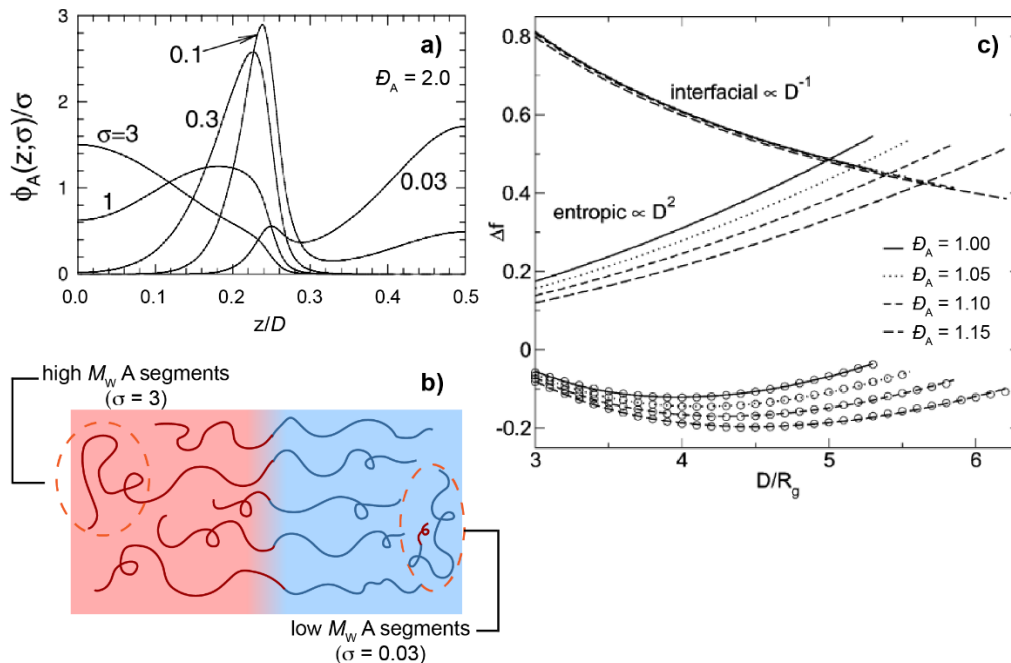 a)
ĐA = 2.0
ϕA(z;σ)/σ
3
2
1
0
0.1
0.3
σ=3
1
0.03
0.0 0.1 0.2 0.3 0.4 0.5
z/D
b)
high MW A segments
(σ = 3)
low MW A segments
(σ = 0.03)
c)
Δf
0.8
0.6
0.4
0.2
0
-0.2
interfacial ∝ D-1
entropic ∝ D2
ĐA = 1.00
ĐA = 1.05
ĐA = 1.10
ĐA = 1.15
3 4 5 6
D/Rg